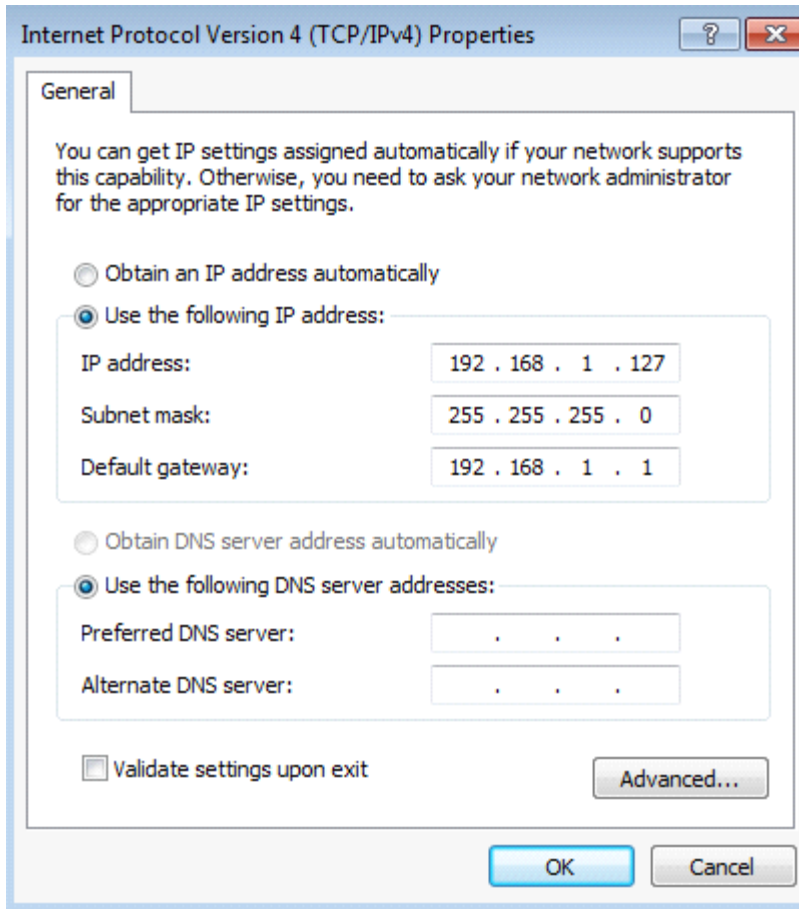 Internet Protocol Version 4 (TCP/IPv4) Properties
General
You can get IP settings assigned automatically if your network supports
this capability. Otherwise, you need to ask your network administrator
for the appropriate IP settings.
Obtain an IP address automatically
Use the following IP address:
IP address: 192 . 168 . 1 . 127
Subnet mask: 255 . 255 . 255 . 0
Default gateway: 192 . 168 . 1 . 1
Obtain DNS server address automatically
Use the following DNS server addresses:
Preferred DNS server: . . .
Alternate DNS server: . . .
Validate settings upon exit
Advanced...
OK Cancel